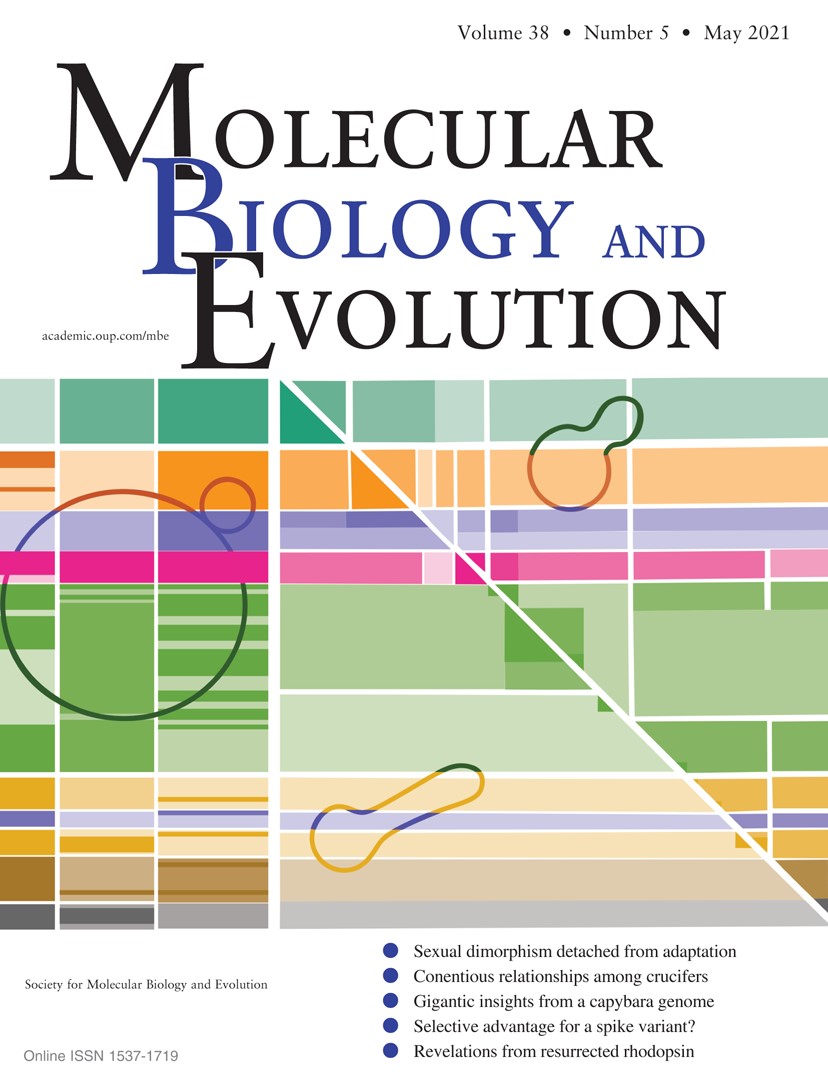 Volume 38 • Number 5 • May 2021
MOLECULAR
BIOLOGY AND
EVOLUTION
academic.oup.com/mbe
Society for Molecular Biology and Evolution
Online ISSN 1537-1719
● Sexual dimorphism detached from adaptation
● Conentious relationships among crucifers
● Gigantic insights from a capybara genome
● Selective advantage for a spike variant?
● Revelations from resurrected rhodopsin